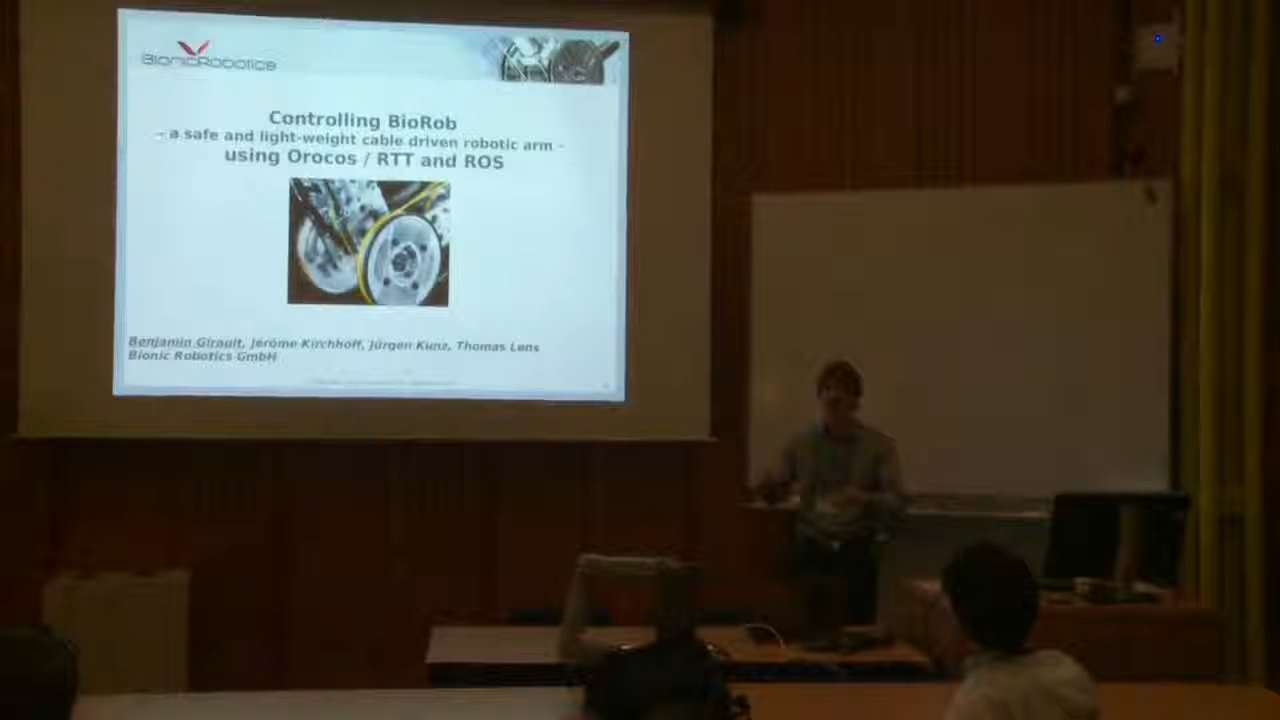 BionicRobotics
Controlling BioRob
- a safe and light-weight cable driven robotic arm -
using Orocos / RTT and ROS
Benjamin Girault, Jérôme Kirchhoff, Jürgen Kunz, Thomas Lens
Bionic Robotics GmbH